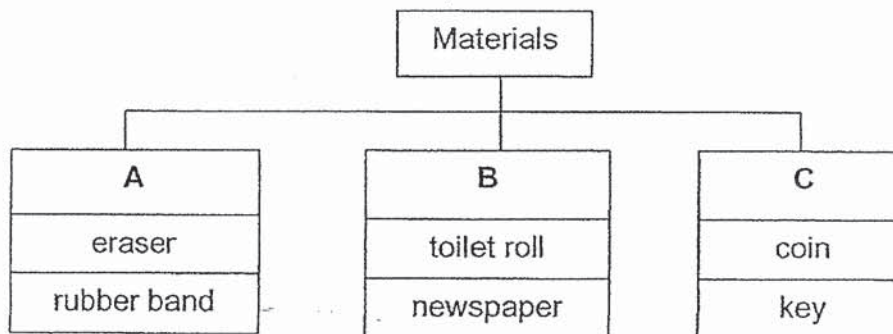 Materials
A
B
C
eraser
toilet roll
coin
rubber band
newspaper
key